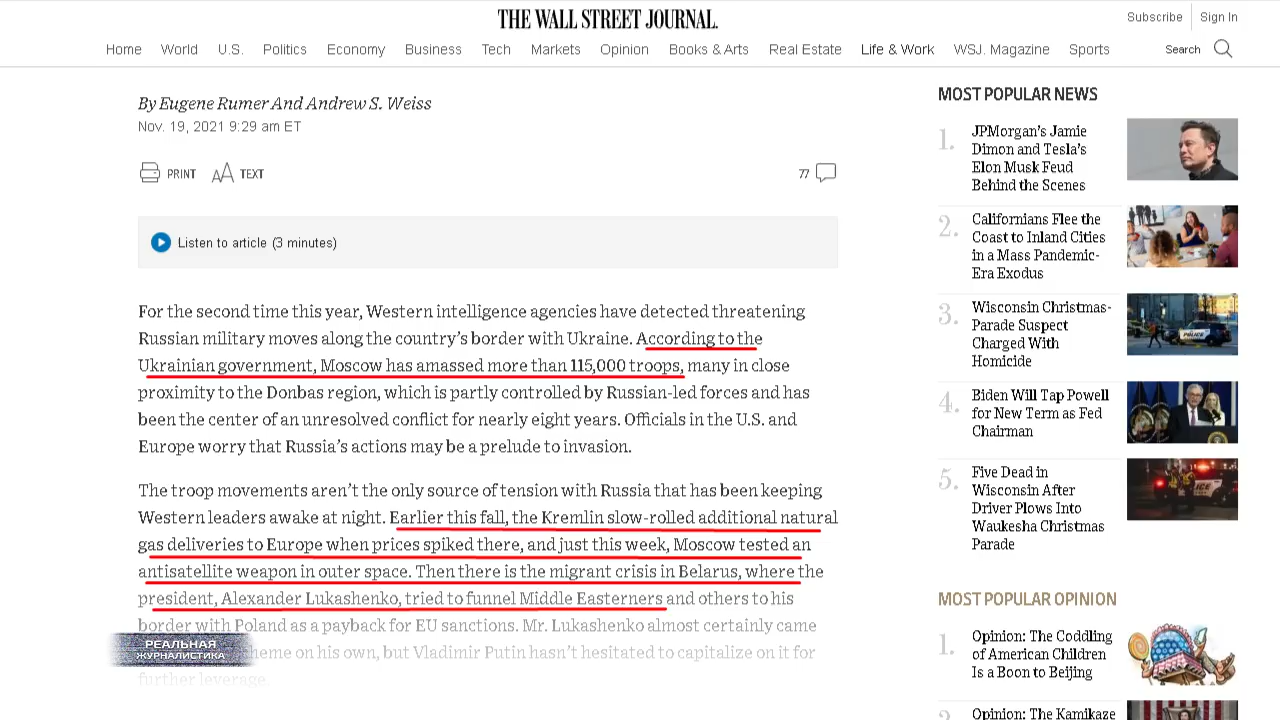 THE WALL STREET JOURNAL.
Subscribe
Sign In
Home World U.S. Politics Economy Business Tech Markets Opinion Books & Arts Real Estate Life & Work WSJ. Magazine Sports Search
By Eugene Rumer And Andrew S. Weiss
Nov. 19, 2021 9:29 am ET
PRINT
AA TEXT
77
Listen to article (3 minutes)
For the second time this year, Western intelligence agencies have detected threatening
Russian military moves along the country's border with Ukraine. According to the
Ukrainian government, Moscow has amassed more than 115,000 troops, many in close
proximity to the Donbas region, which is partly controlled by Russian-led forces and has
been the center of an unresolved conflict for nearly eight years. Officials in the U.S. and
Europe worry that Russia's actions may be a prelude to invasion.
The troop movements aren't the only source of tension with Russia that has been keeping
Western leaders awake at night. Earlier this fall, the Kremlin slow-rolled additional natural
gas deliveries to Europe when prices spiked there, and just this week, Moscow tested an
antisatellite weapon in outer space. Then there is the migrant crisis in Belarus, where the
president, Alexander Lukashenko, tried to funnel Middle Easterners and others to his
border with Poland as a payback for EU sanctions. Mr. Lukashenko almost certainly came
on his own, but Vladimir Putin hasn't hesitated to capitalize on it for
further leverage.
РЕАЛЬНАЯ
ЖУРНАЛИСТИКА
MOST POPULAR NEWS
1.
JPMorgan's Jamie
Dimon and Tesla's
Elon Musk Feud
Behind the Scenes
2.
Californians Flee the
Coast to Inland Cities
in a Mass Pandemic-
Era Exodus
3.
Wisconsin Christmas-
Parade Suspect
Charged With
Homicide
POLICE
4.
Biden Will Tap Powell
for New Term as Fed
Chairman
5.
Five Dead in
Wisconsin After
Driver Plows Into
Waukesha Christmas
Parade
MOST POPULAR OPINION
1.
Opinion: The Coddling
of American Children
Is a Boon to Beijing
Opinion: The Kamikaze